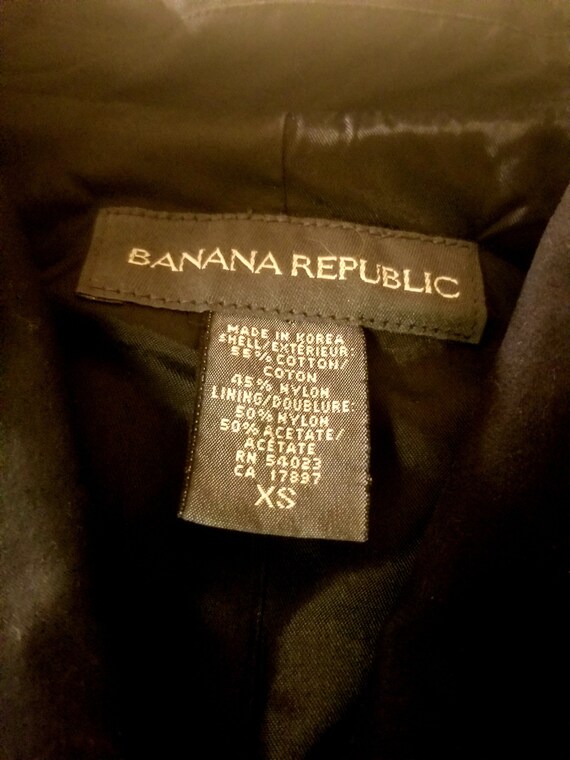 BANANA REPUBLIC
MADE IN KOREA
SHELL/EXTÉRIEUR:
55% COTTON/
COTON
45% NYLON
LINING/DOUBLURE:
50% NYLON
50% ACETATE/
ACÉTATE
RN 54023
CA 17897
XS